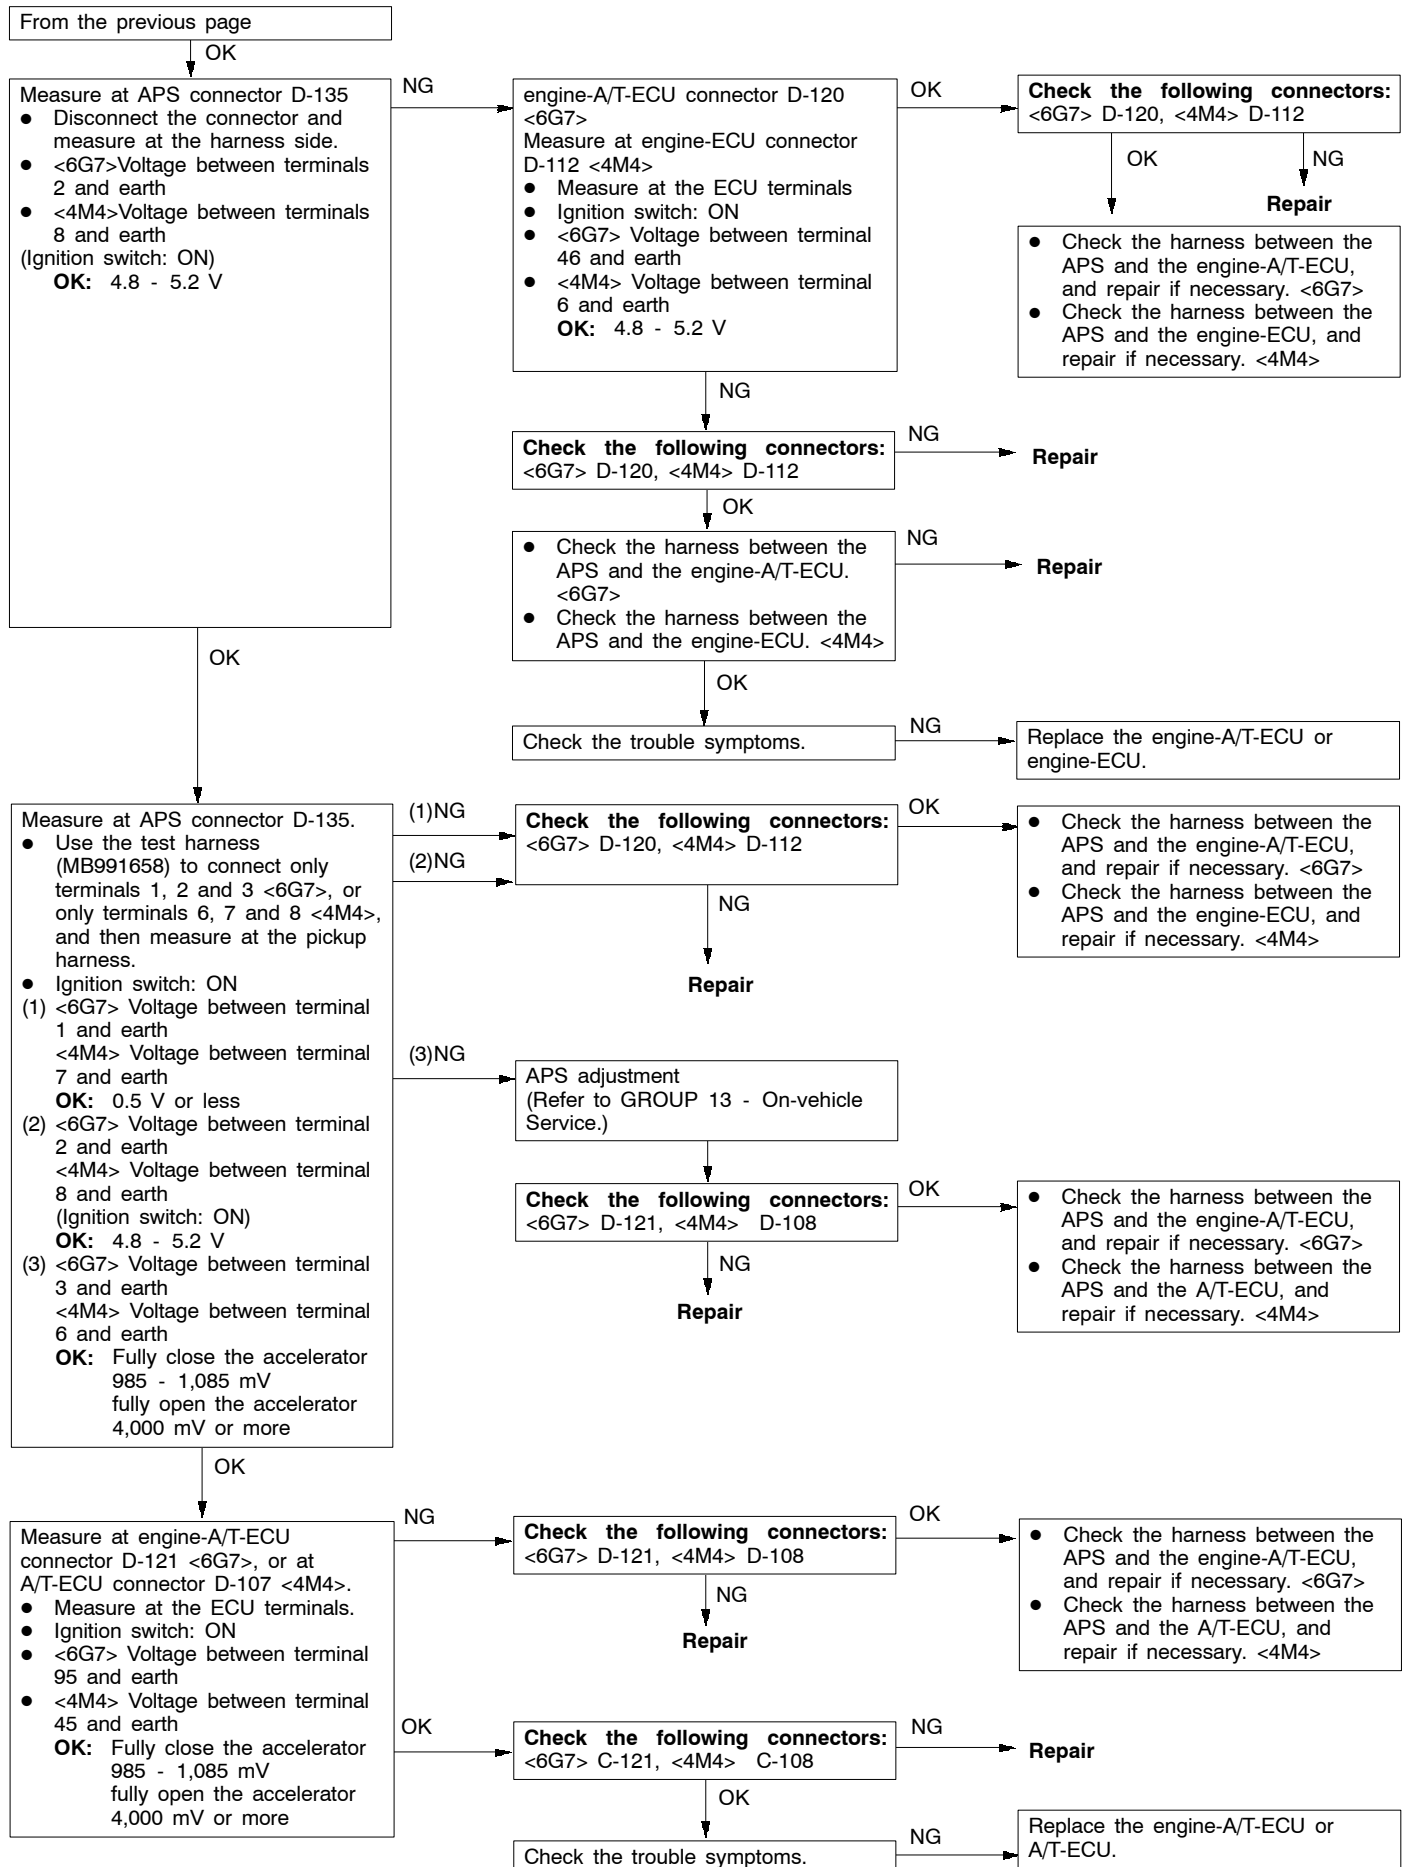 From the previous page
OK
Measure at APS connector D-135
● Disconnect the connector and
measure at the harness side.
● <6G7>Voltage between terminals
2 and earth
● <4M4>Voltage between terminals
8 and earth
(Ignition switch: ON)
OK: 4.8 - 5.2 V
NG
engine-A/T-ECU connector D-120
<6G7>
Measure at engine-ECU connector
D-112 <4M4>
● Measure at the ECU terminals
● Ignition switch: ON
● <6G7> Voltage between terminal
46 and earth
● <4M4> Voltage between terminal
6 and earth
OK: 4.8 - 5.2 V
OK
Check the following connectors:
<6G7> D-120, <4M4> D-112
OK
NG
Repair
● Check the harness between the
APS and the engine-A/T-ECU,
and repair if necessary. <6G7>
● Check the harness between the
APS and the engine-ECU, and
repair if necessary. <4M4>
NG
Check the following connectors:
<6G7> D-120, <4M4> D-112
NG
Repair
OK
● Check the harness between the
APS and the engine-A/T-ECU.
<6G7>
● Check the harness between the
APS and the engine-ECU. <4M4>
NG
Repair
OK
Check the trouble symptoms.
NG
Replace the engine-A/T-ECU or
engine-ECU.
OK
Measure at APS connector D-135.
● Use the test harness
(MB991658) to connect only
terminals 1, 2 and 3 <6G7>, or
only terminals 6, 7 and 8 <4M4>,
and then measure at the pickup
harness.
● Ignition switch: ON
(1) <6G7> Voltage between terminal
1 and earth
<4M4> Voltage between terminal
7 and earth
OK: 0.5 V or less
(2) <6G7> Voltage between terminal
2 and earth
<4M4> Voltage between terminal
8 and earth
(Ignition switch: ON)
OK: 4.8 - 5.2 V
(3) <6G7> Voltage between terminal
3 and earth
<4M4> Voltage between terminal
6 and earth
OK: Fully close the accelerator
985 - 1,085 mV
fully open the accelerator
4,000 mV or more
(1)NG
(2)NG
Check the following connectors:
<6G7> D-120, <4M4> D-112
OK
● Check the harness between the
APS and the engine-A/T-ECU,
and repair if necessary. <6G7>
● Check the harness between the
APS and the engine-ECU, and
repair if necessary. <4M4>
NG
Repair
(3)NG
APS adjustment
(Refer to GROUP 13 - On-vehicle
Service.)
Check the following connectors:
<6G7> D-121, <4M4> D-108
OK
● Check the harness between the
APS and the engine-A/T-ECU,
and repair if necessary. <6G7>
● Check the harness between the
APS and the A/T-ECU, and
repair if necessary. <4M4>
NG
Repair
OK
Measure at engine-A/T-ECU
connector D-121 <6G7>, or at
A/T-ECU connector D-107 <4M4>.
● Measure at the ECU terminals.
● Ignition switch: ON
● <6G7> Voltage between terminal
95 and earth
● <4M4> Voltage between terminal
45 and earth
OK: Fully close the accelerator
985 - 1,085 mV
fully open the accelerator
4,000 mV or more
NG
Check the following connectors:
<6G7> D-121, <4M4> D-108
OK
● Check the harness between the
APS and the engine-A/T-ECU,
and repair if necessary. <6G7>
● Check the harness between the
APS and the A/T-ECU, and
repair if necessary. <4M4>
NG
Repair
OK
Check the following connectors:
<6G7> C-121, <4M4> C-108
NG
Repair
OK
Check the trouble symptoms.
NG
Replace the engine-A/T-ECU or
A/T-ECU.